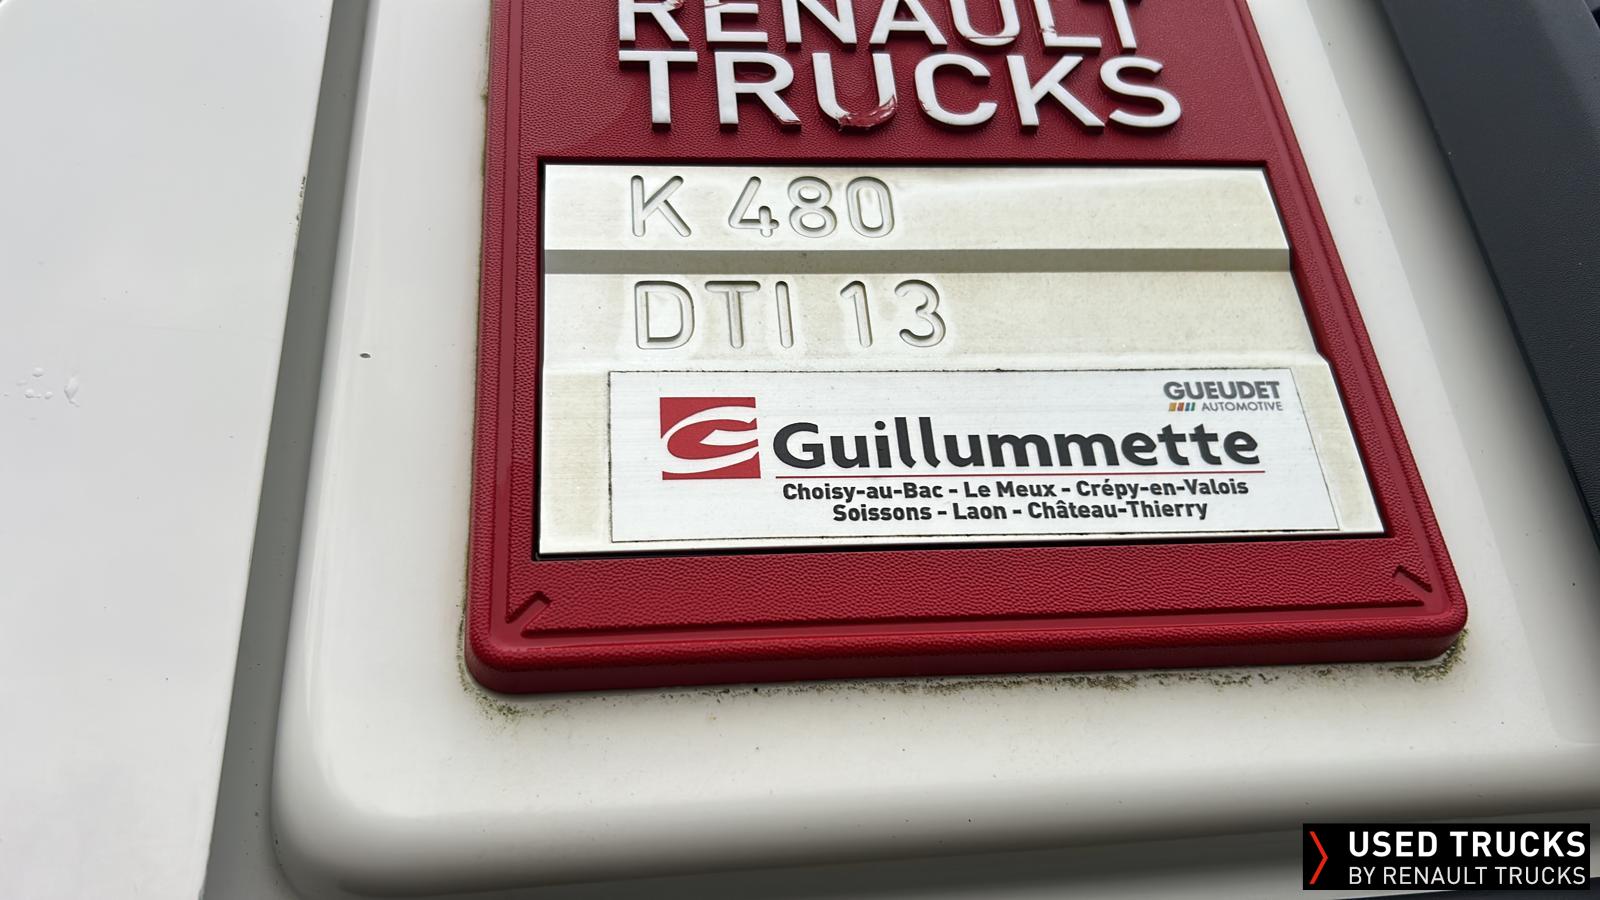 RENAULT
TRUCKS
K 480
DTI 13
GUEUDET
AUTOMOTIVE
Guillummette
Choisy-au-Bac - Le Meux - Crépy-en-Valois
Soissons - Laon - Château-Thierry
USED TRUCKS
BY RENAULT TRUCKS